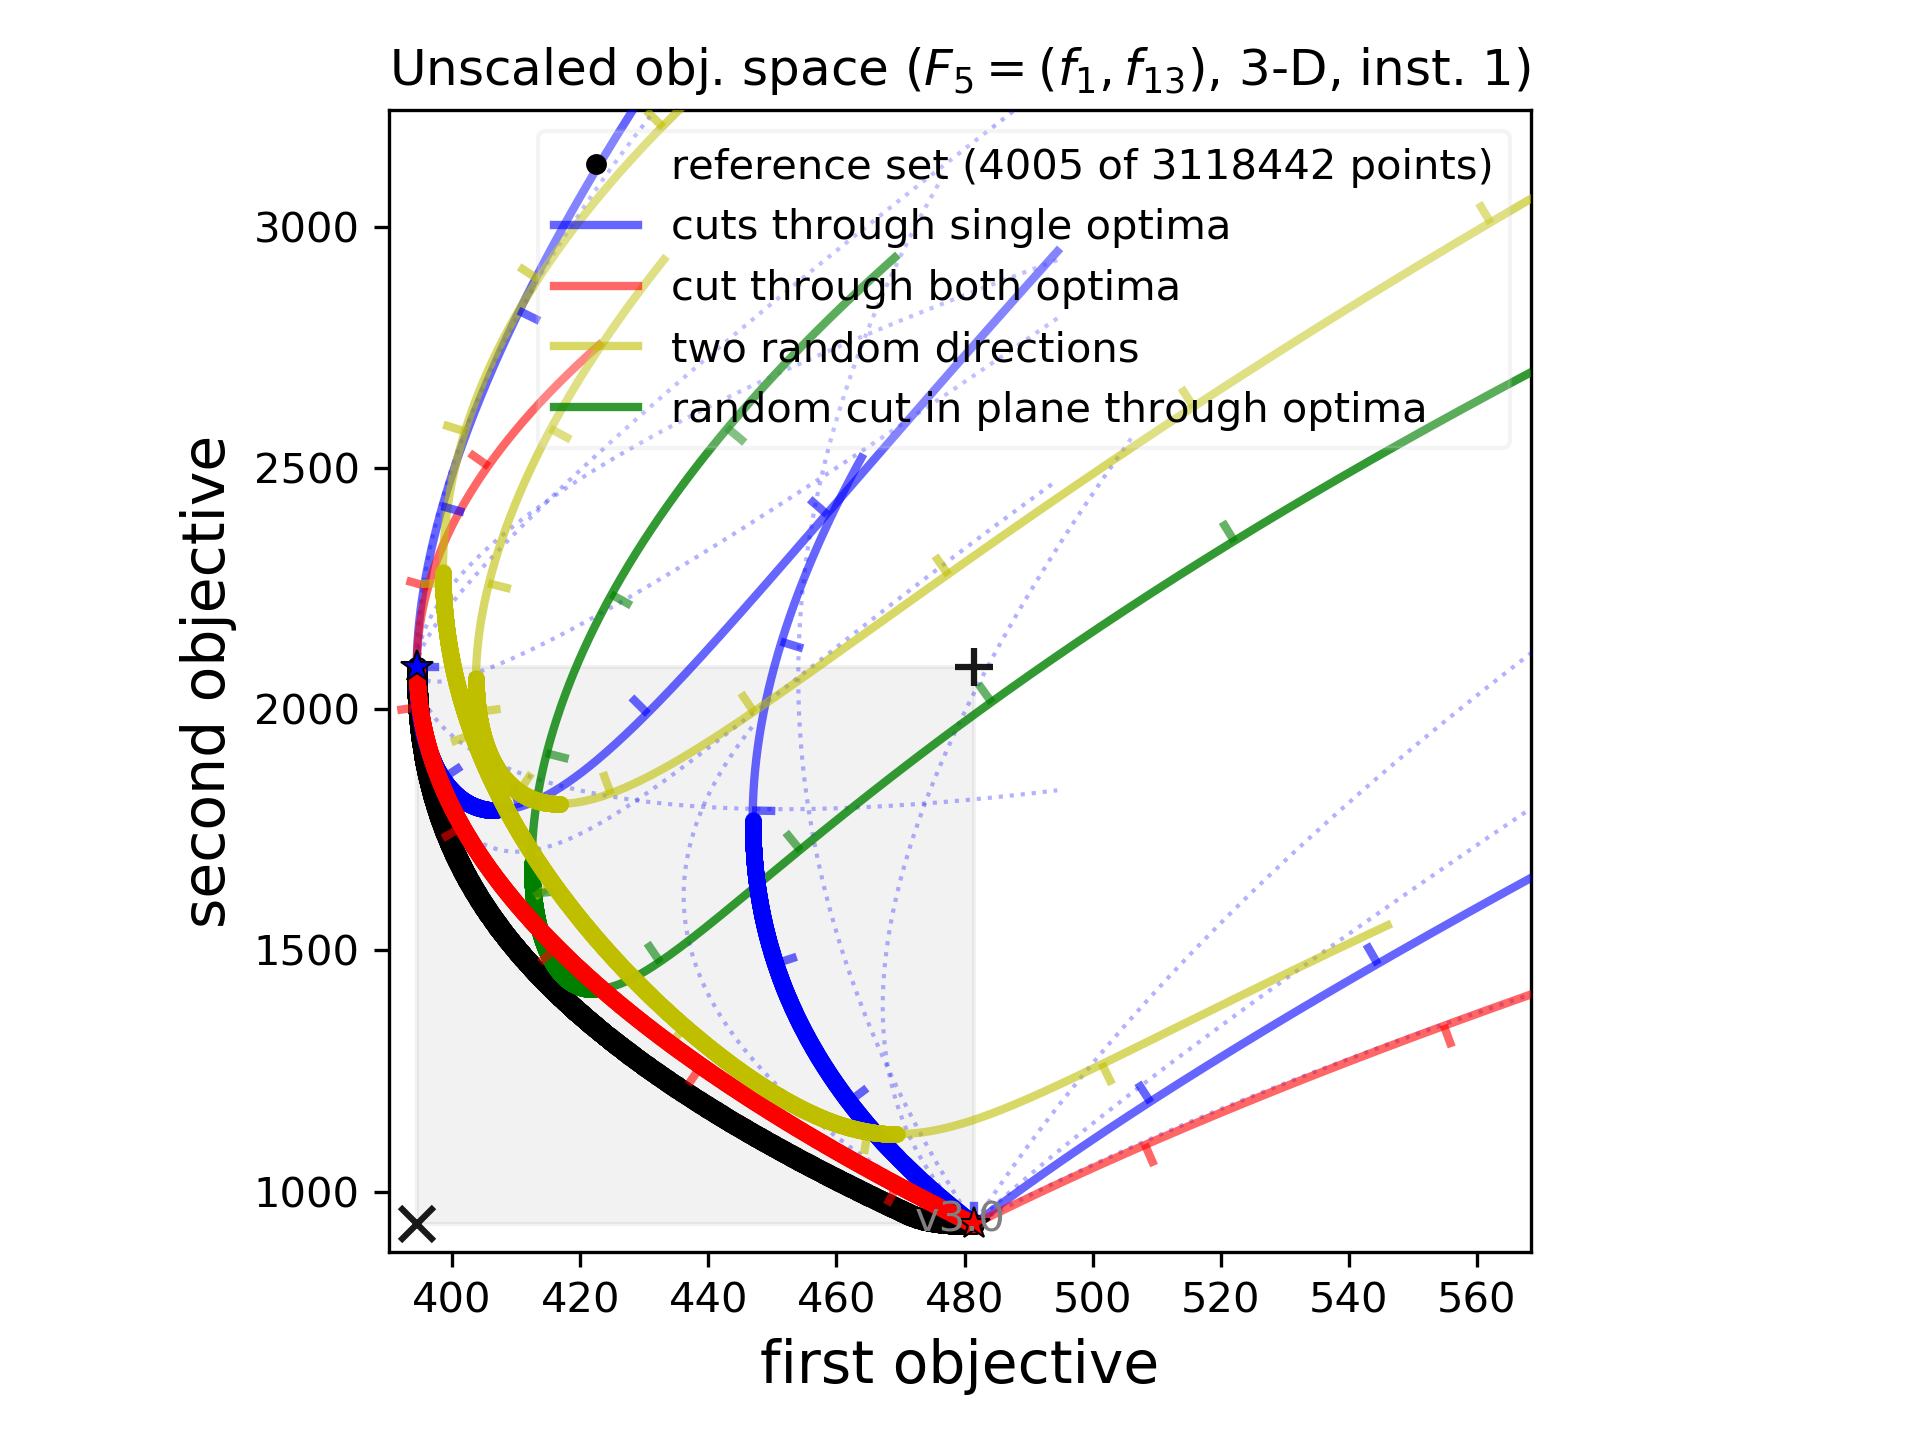 Unscaled obj. space (F₅ = (f₁, f₁₃), 3-D, inst. 1)
reference set (4005 of 3118442 points)
cuts through single optima
cut through both optima
two random directions
random cut in plane through optima
3000
2500
2000
1500
1000
second objective
v3.0
400 420 440 460 480 500 520 540 560
first objective